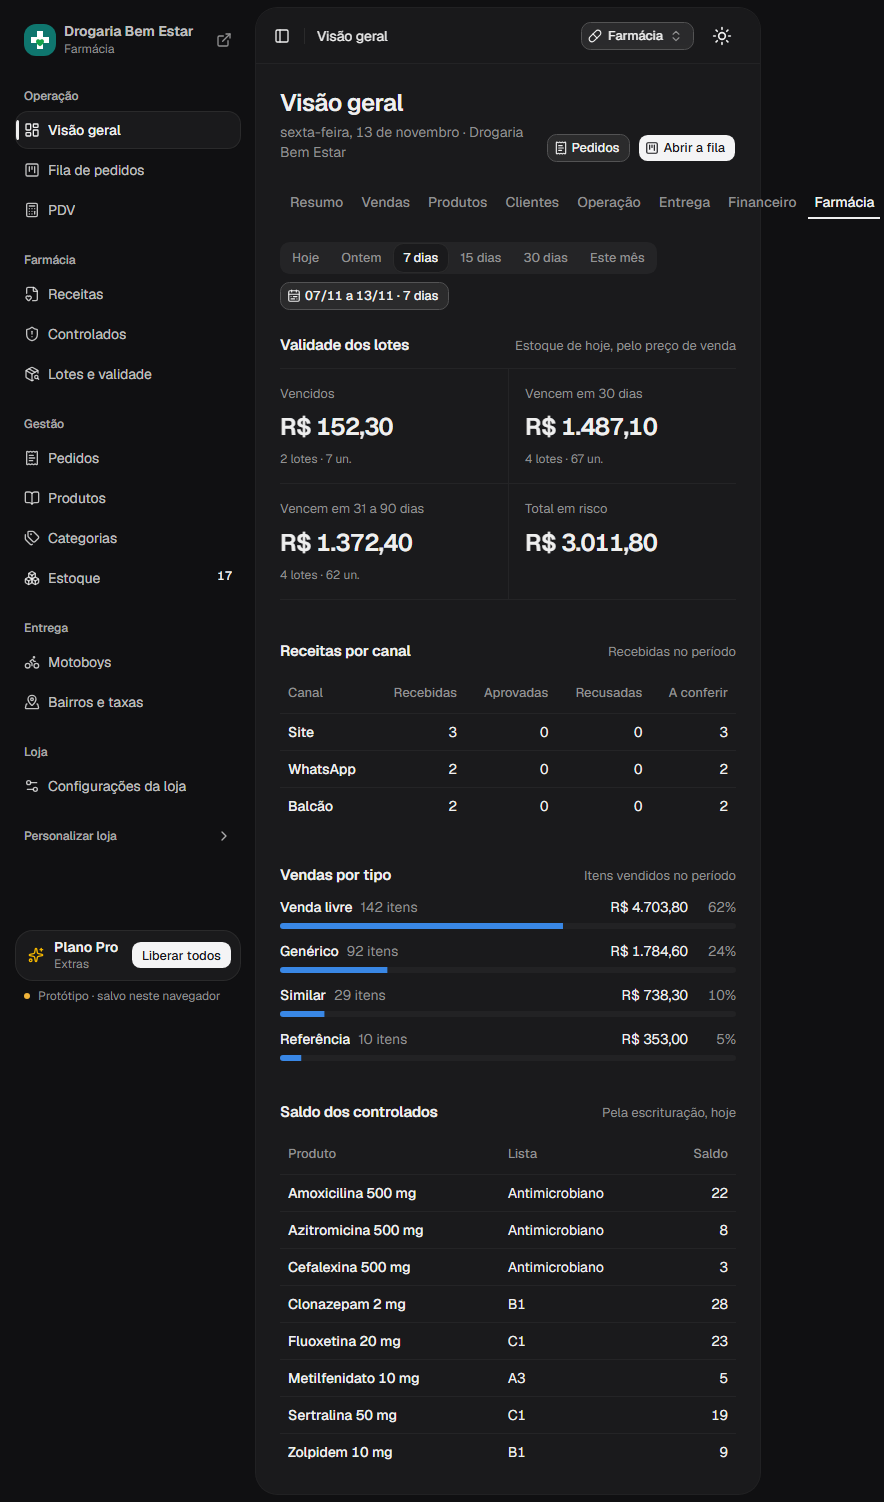 Drogaria Bem Estar
Farmácia
Operação
Visão geral
Fila de pedidos
PDV
Farmácia
Receitas
Controlados
Lotes e validade
Gestão
Pedidos
Produtos
Categorias
Estoque 17
Entrega
Motoboys
Bairros e taxas
Loja
Configurações da loja
Personalizar loja
Plano Pro
Extras
Liberar todos
Protótipo · salvo neste navegador
Visão geral
Farmácia
Visão geral
sexta-feira, 13 de novembro · Drogaria
Bem Estar
Pedidos
Abrir a fila
Resumo Vendas Produtos Clientes Operação Entrega Financeiro Farmácia
Hoje Ontem 7 dias 15 dias 30 dias Este mês
07/11 a 13/11 · 7 dias
Validade dos lotes Estoque de hoje, pelo preço de venda
Vencidos
R$ 152,30
2 lotes · 7 un.
Vencem em 30 dias
R$ 1.487,10
4 lotes · 67 un.
Vencem em 31 a 90 dias
R$ 1.372,40
4 lotes · 62 un.
Total em risco
R$ 3.011,80
Receitas por canal Recebidas no período
Canal Recebidas Aprovadas Recusadas A conferir
Site 3 0 0 3
WhatsApp 2 0 0 2
Balcão 2 0 0 2
Vendas por tipo Itens vendidos no período
Venda livre 142 itens R$ 4.703,80 62%
Genérico 92 itens R$ 1.784,60 24%
Similar 29 itens R$ 738,30 10%
Referência 10 itens R$ 353,00 5%
Saldo dos controlados Pela escrituração, hoje
Produto Lista Saldo
Amoxicilina 500 mg Antimicrobiano 22
Azitromicina 500 mg Antimicrobiano 8
Cefalexina 500 mg Antimicrobiano 3
Clonazepam 2 mg B1 28
Fluoxetina 20 mg C1 23
Metilfenidato 10 mg A3 5
Sertralina 50 mg C1 19
Zolpidem 10 mg B1 9